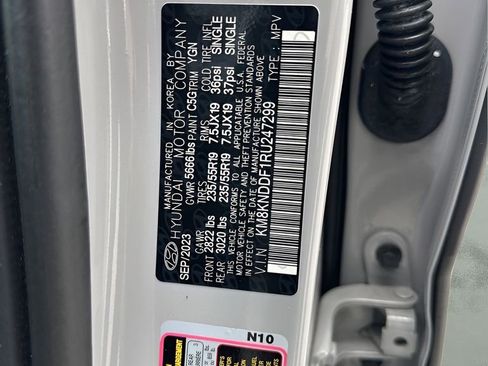 MANUFACTURED IN KOREA BY
HYUNDAI MOTOR COMPANY
SEP/2023 GVWR 5666lbs PAINT C5G TRIM YGN
GAWR TIRES RIMS COLD TIRE INFL
FRONT 2822 lbs 235/55R19 7.5JX19 36psi SINGLE
REAR 3020 lbs 235/55R19 7.5JX19 37psi SINGLE
THIS VEHICLE CONFORMS TO ALL APPLICABLE U.S.A. FEDERAL
MOTOR VEHICLE SAFETY STANDARDS IN EFFECT ON THE DATE OF MANUFACTURE SHOWN ABOVE
V.I.N KM8KNDDF1RU247299 TYPE : MPV
N10